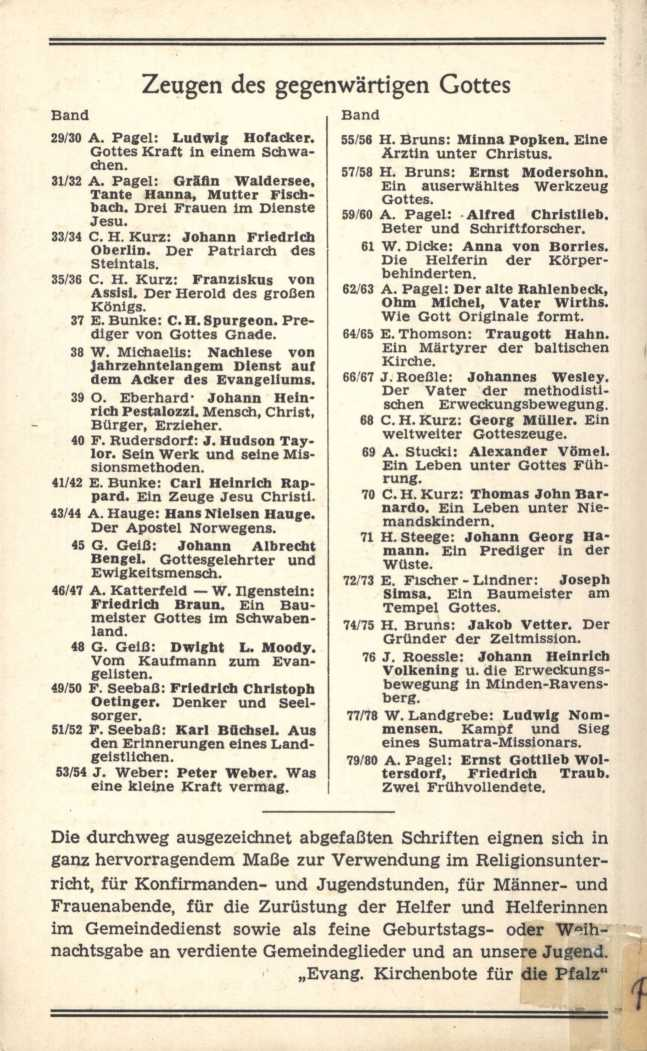 Zeugen des gegenwärtigen Gottes
Band
29/30 A. Pagel: Ludwig Hofacker.
Gottes Kraft in einem Schwa-
chen.
31/32 A. Pagel: Gräfin Waldersee,
Tante Hanna, Mutter Fisch-
bach. Drei Frauen im Dienste
Jesu.
33/34 C. H. Kurz: Johann Friedrich
Oberlin. Der Patriarch des
Steintals.
35/36 C. H. Kurz: Franziskus von
Assisi. Der Herold des großen
Königs.
37 E. Bunke: C. H. Spurgeon. Pre-
diger von Gottes Gnade.
38 W. Michaelis: Nachlese von
jahrzehntelangem Dienst auf
dem Acker des Evangeliums.
39 O. Eberhard: Johann Hein-
rich Pestalozzi. Mensch, Christ,
Bürger, Erzieher.
40 F. Rudersdorf: J. Hudson Tay-
lor. Sein Werk und seine Mis-
sionsmethoden.
41/42 E. Bunke: Carl Heinrich Rap-
pard. Ein Zeuge Jesu Christi.
43/44 A. Hauge: Hans Nielsen Hauge.
Der Apostel Norwegens.
45 G. Geiß: Johann Albrecht
Bengel. Gottesgelehrter und
Ewigkeitsmensch.
46/47 A. Katterfeld — W. Ilgenstein:
Friedrich Braun. Ein Bau-
meister Gottes im Schwaben-
land.
48 G. Geiß: Dwight L. Moody.
Vom Kaufmann zum Evan-
gelisten.
49/50 F. Seebaß: Friedrich Christoph
Oetinger. Denker und Seel-
sorger.
51/52 F. Seebaß: Karl Büchsel. Aus
den Erinnerungen eines Land-
geistlichen.
53/54 J. Weber: Peter Weber. Was
eine kleine Kraft vermag.
Band
55/56 H. Bruns: Minna Popken. Eine
Ärztin unter Christus.
57/58 H. Bruns: Ernst Modersohn.
Ein auserwähltes Werkzeug
Gottes.
59/60 A. Pagel: Alfred Christlieb.
Beter und Schriftforscher.
61 W. Dicke: Anna von Borries.
Die Helferin der Körper-
behinderten.
62/63 A. Pagel: Der alte Rahlenbeck,
Ohm Michel, Vater Wirths.
Wie Gott Originale formt.
64/65 E. Thomson: Traugott Hahn.
Ein Märtyrer der baltischen
Kirche.
66/67 J. Roeßle: Johannes Wesley.
Der Vater der methodisti-
schen Erweckungsbewegung.
68 C. H. Kurz: Georg Müller. Ein
weltweiter Gotteszeuge.
69 A. Stucki: Alexander Vömel.
Ein Leben unter Gottes Füh-
rung.
70 C. H. Kurz: Thomas John Bar-
nardo. Ein Leben unter Nie-
mandskindern.
71 H. Steege: Johann Georg Ha-
mann. Ein Prediger in der
Wüste.
72/73 E. Fischer - Lindner: Joseph
Simsa. Ein Baumeister am
Tempel Gottes.
74/75 H. Bruns: Jakob Vetter. Der
Gründer der Zeltmission.
76 J. Roessle: Johann Heinrich
Volkening u. die Erweckungs-
bewegung in Minden-Ravens-
berg.
77/78 W. Landgrebe: Ludwig Nom-
mensen. Kampf und Sieg
eines Sumatra-Missionars.
79/80 A. Pagel: Ernst Gottlieb Wol-
tersdorf, Friedrich Traub.
Zwei Frühvollendete.
Die durchweg ausgezeichnet abgefaßten Schriften eignen sich in
ganz hervorragendem Maße zur Verwendung im Religionsunter-
richt, für Konfirmanden- und Jugendstunden, für Männer- und
Frauenabende, für die Zurüstung der Helfer und Helferinnen
im Gemeindedienst sowie als feine Geburtstags- oder Weih-
nachtsgabe an verdiente Gemeindeglieder und an unsere Jugend.
„Evang. Kirchenbote für die Pfalz“